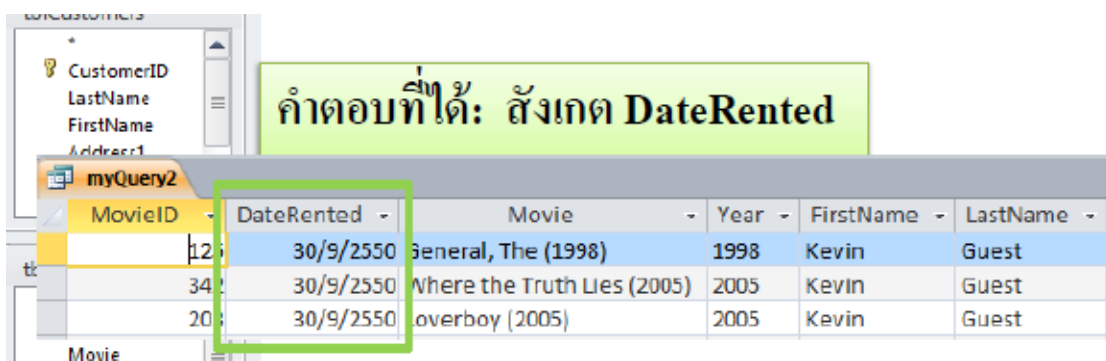 CustomerID
LastName
FirstName
คำตอบที่ได้: สังเกต DateRented
myQuery2
MovieID DateRented Movie Year FirstName LastName
30/9/2550 General, The (1998) 1998 Kevin Guest
30/9/2550 Where the Truth Lies (2005) 2005 Kevin Guest
30/9/2550 Loverboy (2005) 2005 Kevin Guest
Movie